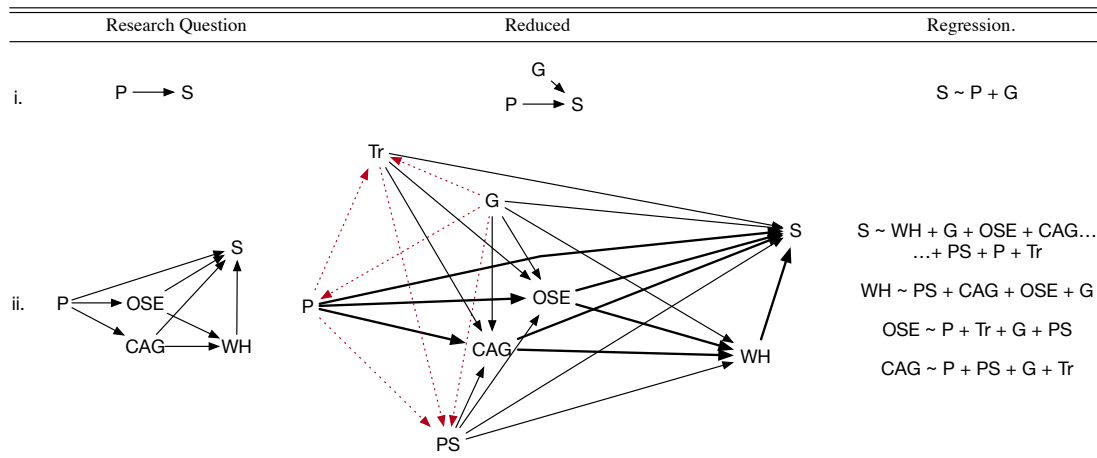 Research Question Reduced Regression.
i.
P S
G
P S
S ~ P + G
ii.
S
P OSE
CAG WH
Tr
G
S
P
OSE
CAG
WH
PS
S ~ WH + G + OSE + CAG…
…+ PS + P + Tr
WH ~ PS + CAG + OSE + G
OSE ~ P + Tr + G + PS
CAG ~ P + PS + G + Tr